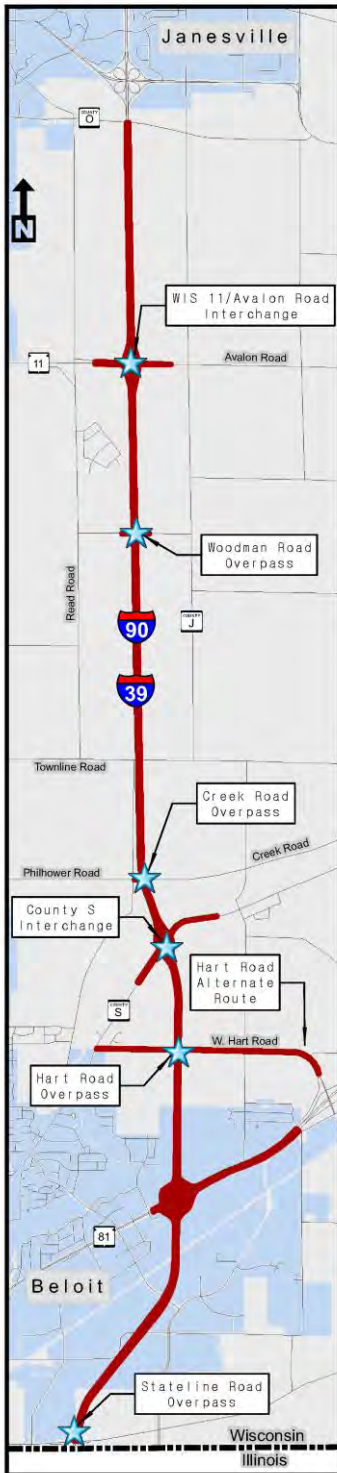 Janesville
COUNTY
O
N
WIS 11/Avalon Road
Interchange
11
Avalon Road
Read Road
Woodman Road
Overpass
90
COUNTY
J
39
Townline Road
Creek Road
Overpass
Creek Road
Philhower Road
County S
Interchange
Hart Road
Alternate
Route
COUNTY
S
W. Hart Road
Hart Road
Overpass
81
Beloit
Stateline Road
Overpass
Wisconsin
Illinois